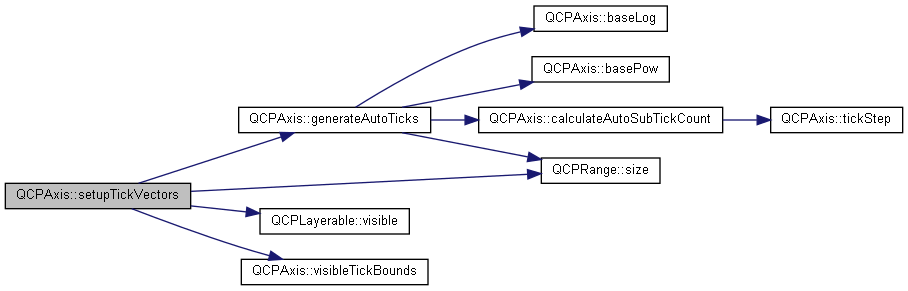 QCPAxis::baseLog
QCPAxis::basePow
QCPAxis::generateAutoTicks
QCPAxis::calculateAutoSubTickCount
QCPAxis::tickStep
QCPRange::size
QCPAxis::setupTickVectors
QCPLayerable::visible
QCPAxis::visibleTickBounds